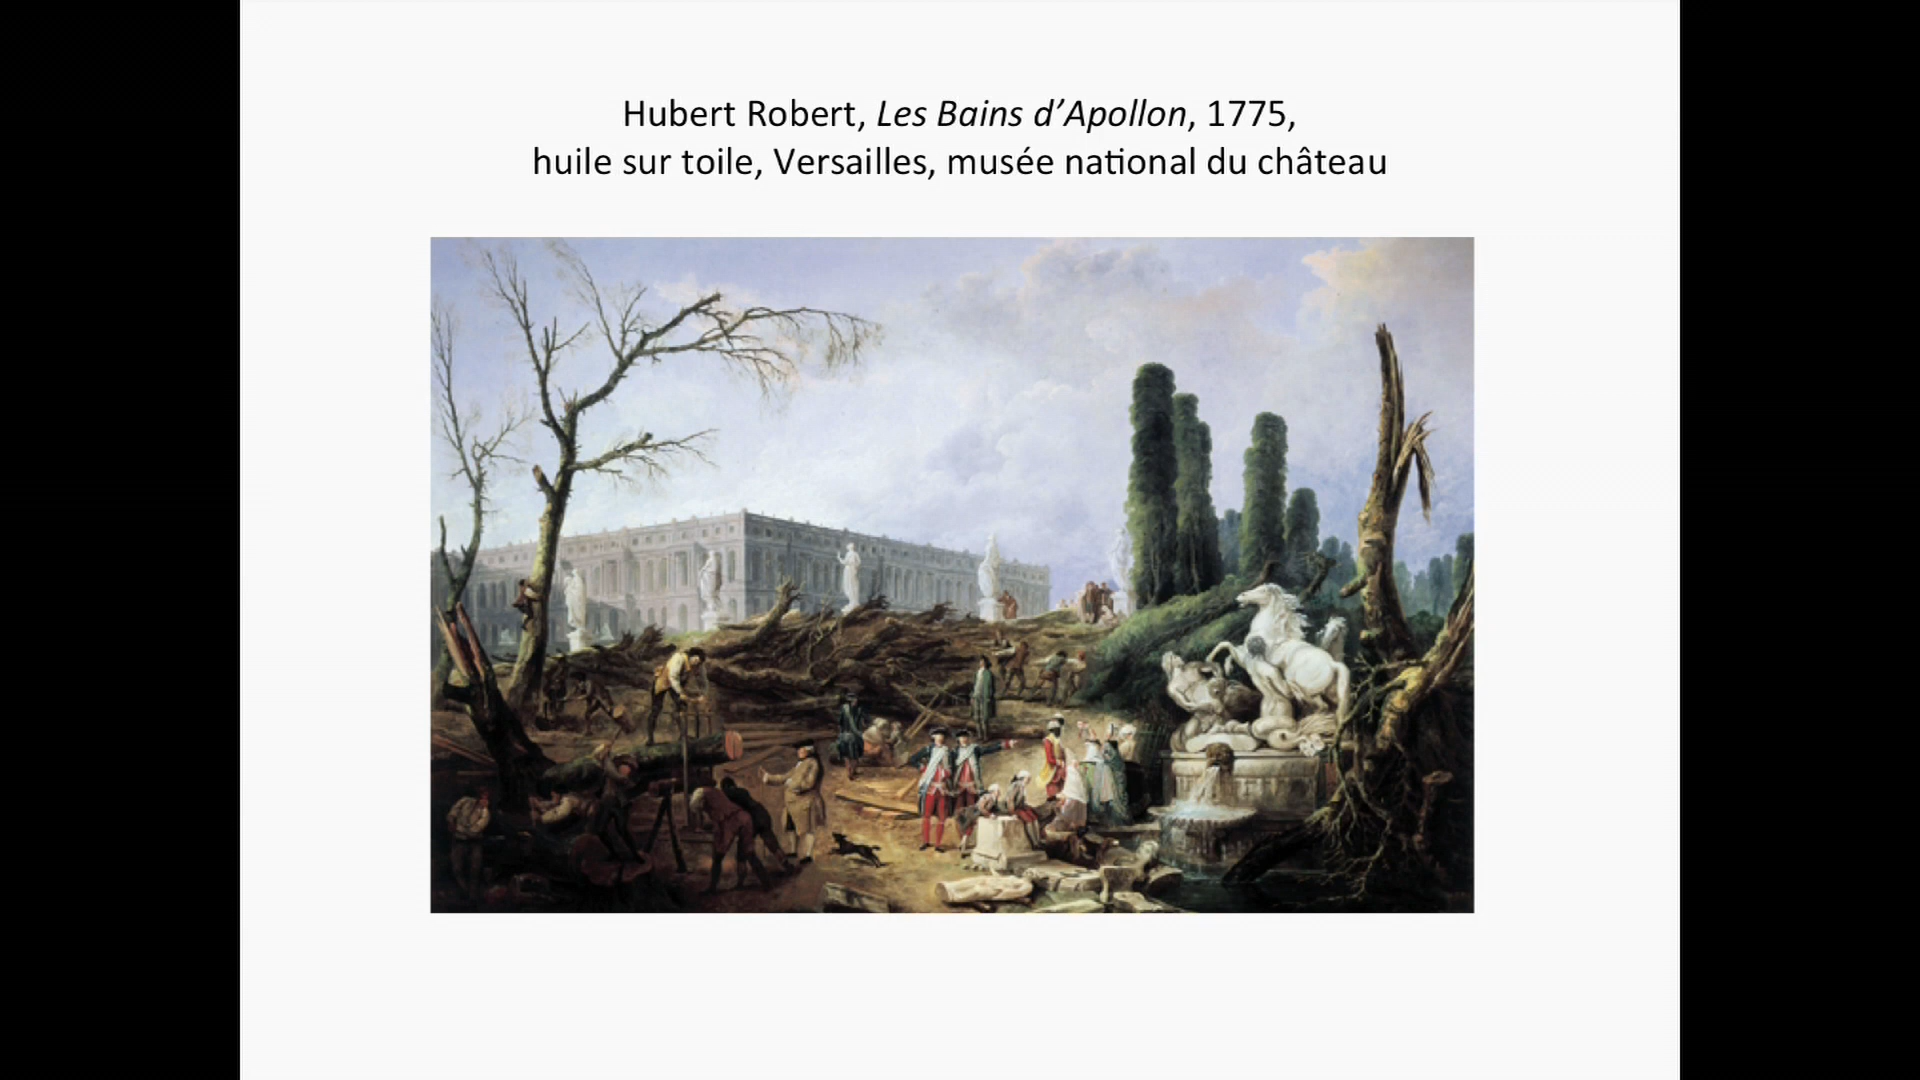 Hubert Robert, Les Bains d’Apollon, 1775,
huile sur toile, Versailles, musée national du château